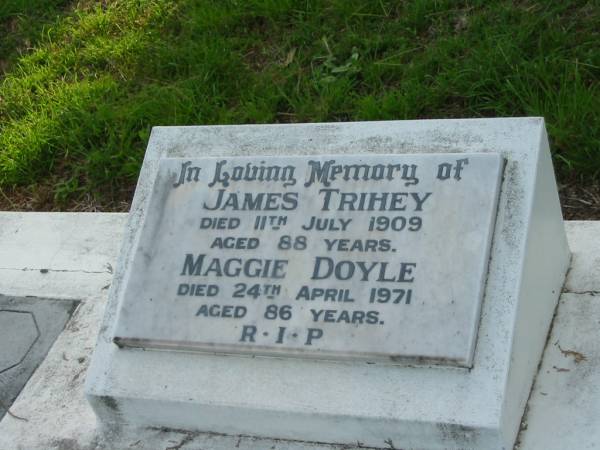 In Loving Memory of
JAMES TRIHEY
DIED 11TH JULY 1909
AGED 88 YEARS.
MAGGIE DOYLE
DIED 24TH APRIL 1971
AGED 86 YEARS.
R·I·P